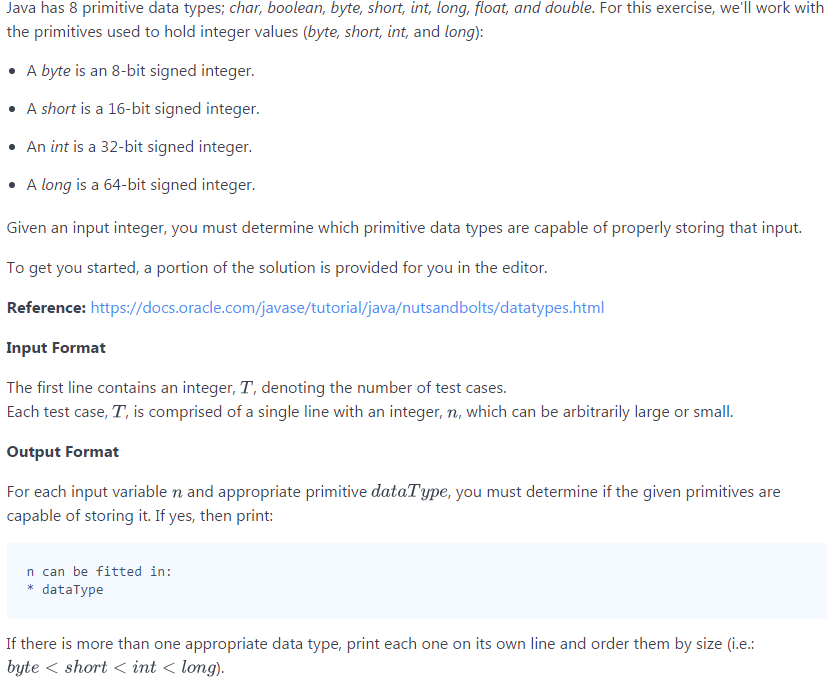 Java has 8 primitive data types; char, boolean, byte, short, int, long, float, and double. For this exercise, we'll work with
the primitives used to hold integer values (byte, short, int, and long):
• A byte is an 8-bit signed integer.
• A short is a 16-bit signed integer.
• An int is a 32-bit signed integer.
• A long is a 64-bit signed integer.
Given an input integer, you must determine which primitive data types are capable of properly storing that input.
To get you started, a portion of the solution is provided for you in the editor.
Reference: https://docs.oracle.com/javase/tutorial/java/nutsandbolts/datatypes.html
Input Format
The first line contains an integer, T, denoting the number of test cases.
Each test case, T, is comprised of a single line with an integer, n, which can be arbitrarily large or small.
Output Format
For each input variable n and appropriate primitive dataType, you must determine if the given primitives are
capable of storing it. If yes, then print:
n can be fitted in:
* dataType
If there is more than one appropriate data type, print each one on its own line and order them by size (i.e.:
byte < short < int < long).